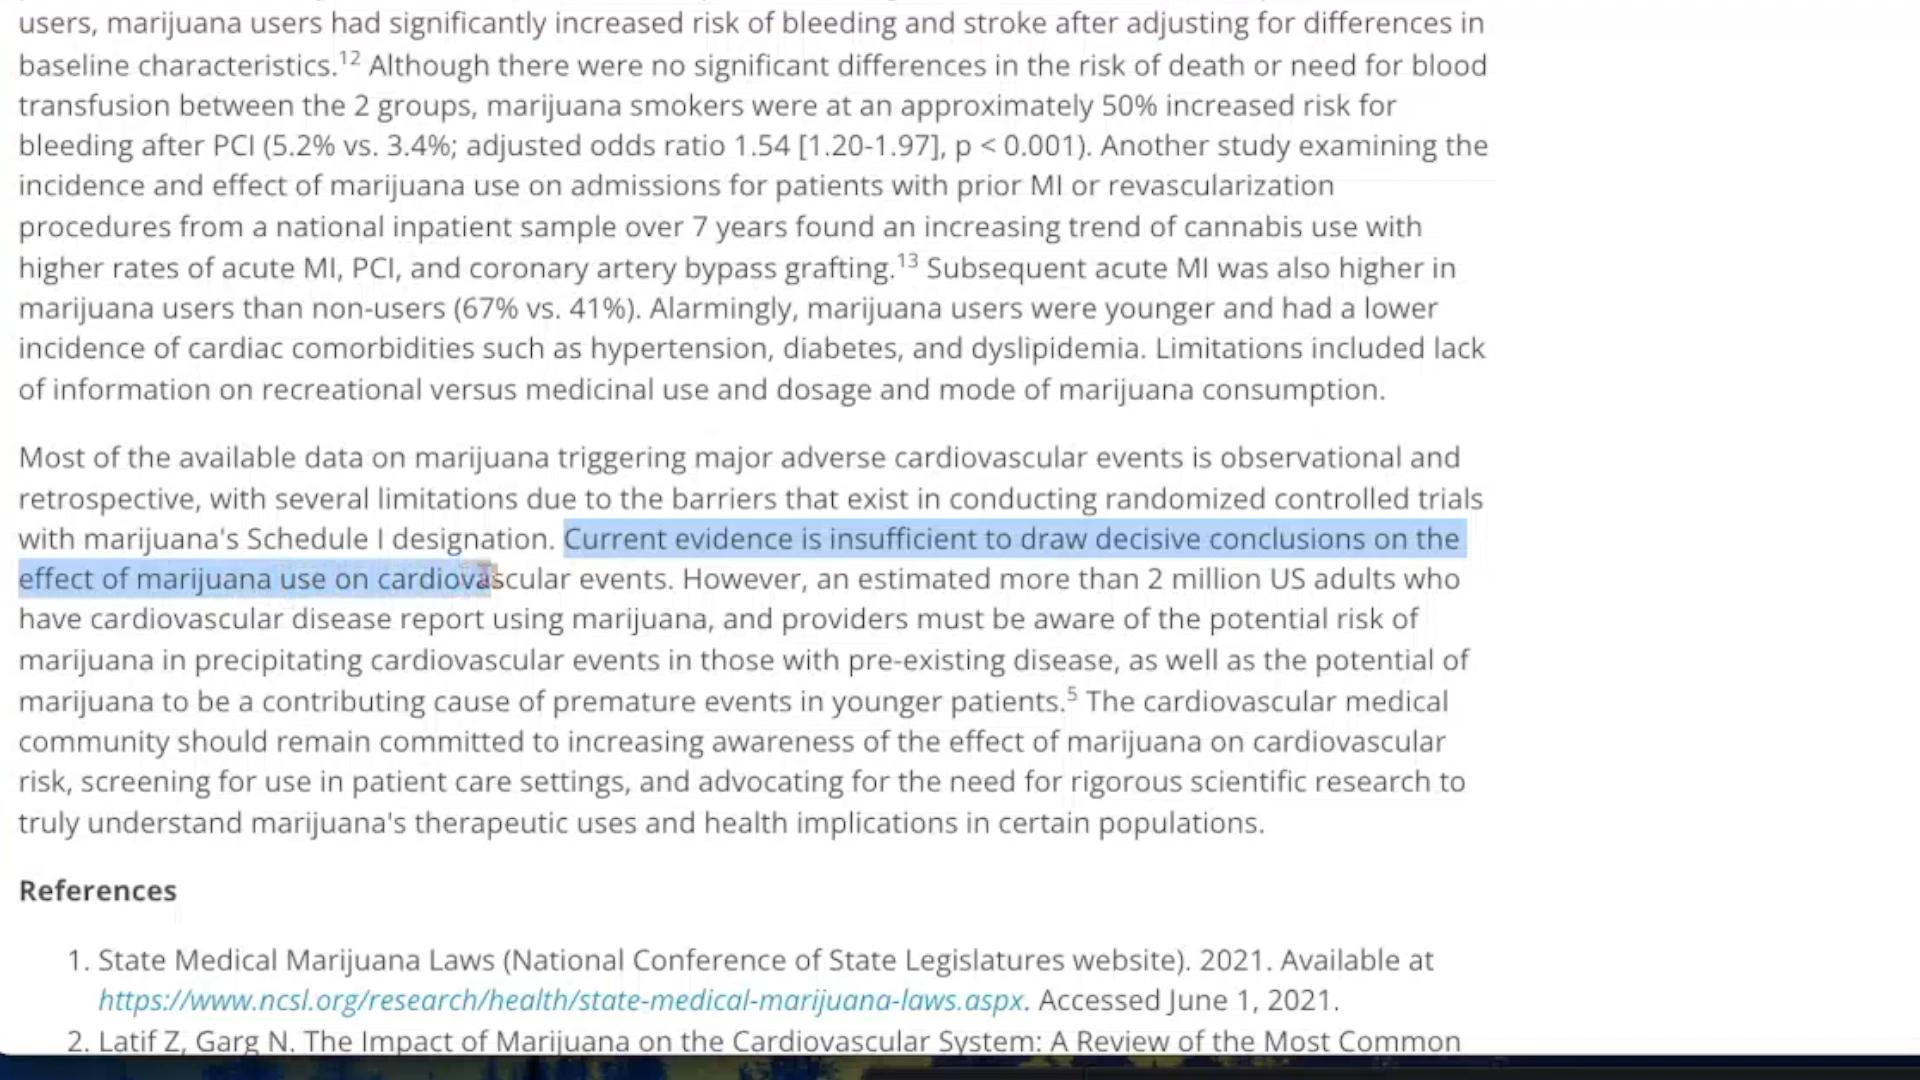 users, marijuana users had significantly increased risk of bleeding and stroke after adjusting for differences in
baseline characteristics.12 Although there were no significant differences in the risk of death or need for blood
transfusion between the 2 groups, marijuana smokers were at an approximately 50% increased risk for
bleeding after PCI (5.2% vs. 3.4%; adjusted odds ratio 1.54 [1.20-1.97], p < 0.001). Another study examining the
incidence and effect of marijuana use on admissions for patients with prior MI or revascularization
procedures from a national inpatient sample over 7 years found an increasing trend of cannabis use with
higher rates of acute MI, PCI, and coronary artery bypass grafting.13 Subsequent acute MI was also higher in
marijuana users than non-users (67% vs. 41%). Alarmingly, marijuana users were younger and had a lower
incidence of cardiac comorbidities such as hypertension, diabetes, and dyslipidemia. Limitations included lack
of information on recreational versus medicinal use and dosage and mode of marijuana consumption.
Most of the available data on marijuana triggering major adverse cardiovascular events is observational and
retrospective, with several limitations due to the barriers that exist in conducting randomized controlled trials
with marijuana's Schedule I designation. Current evidence is insufficient to draw decisive conclusions on the
effect of marijuana use on cardiovascular events. However, an estimated more than 2 million US adults who
have cardiovascular disease report using marijuana, and providers must be aware of the potential risk of
marijuana in precipitating cardiovascular events in those with pre-existing disease, as well as the potential of
marijuana to be a contributing cause of premature events in younger patients.5 The cardiovascular medical
community should remain committed to increasing awareness of the effect of marijuana on cardiovascular
risk, screening for use in patient care settings, and advocating for the need for rigorous scientific research to
truly understand marijuana's therapeutic uses and health implications in certain populations.
References
1. State Medical Marijuana Laws (National Conference of State Legislatures website). 2021. Available at
https://www.ncsl.org/research/health/state-medical-marijuana-laws.aspx. Accessed June 1, 2021.
2. Latif Z, Garg N. The Impact of Marijuana on the Cardiovascular System: A Review of the Most Common